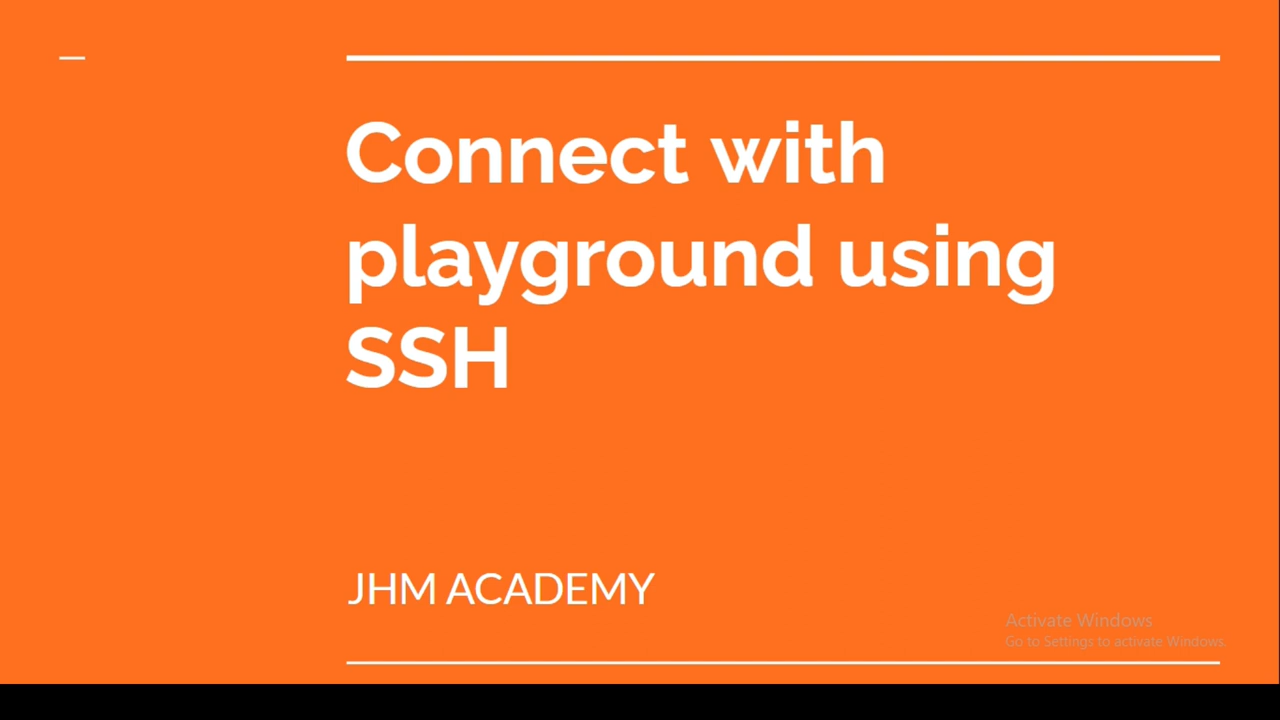 Connect with
playground using
SSH
JHM ACADEMY
Activate Windows
Go to Settings to activate Windows.